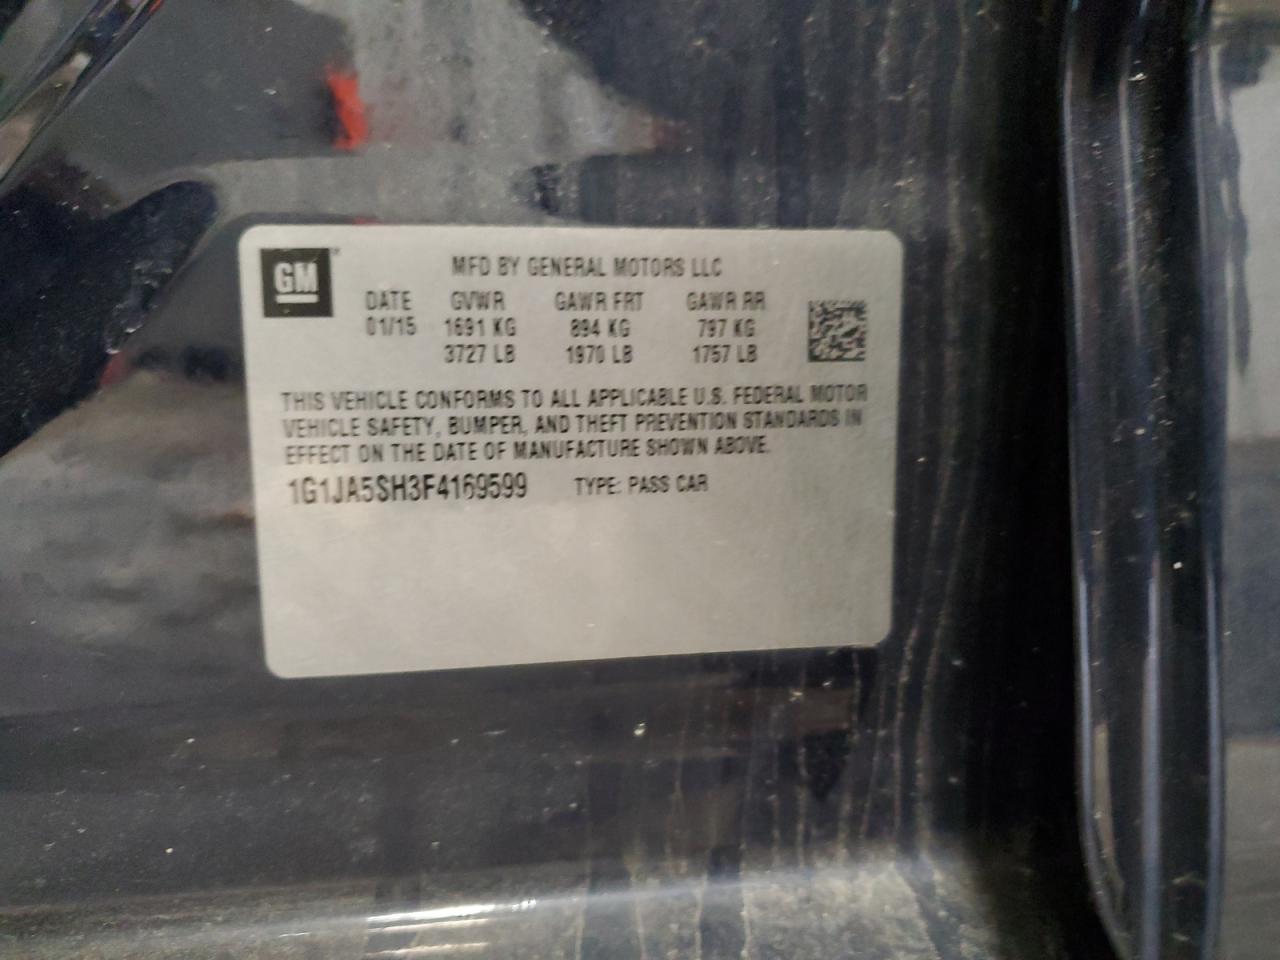 GM
MFD BY GENERAL MOTORS LLC
DATE GVWR GAWR FRT GAWR RR
01/15 1691 KG 894 KG 797 KG
3727 LB 1970 LB 1757 LB
THIS VEHICLE CONFORMS TO ALL APPLICABLE U.S. FEDERAL MOTOR
VEHICLE SAFETY, BUMPER, AND THEFT PREVENTION STANDARDS IN
EFFECT ON THE DATE OF MANUFACTURE SHOWN ABOVE.
1G1JA5SH3F4169599 TYPE: PASS CAR